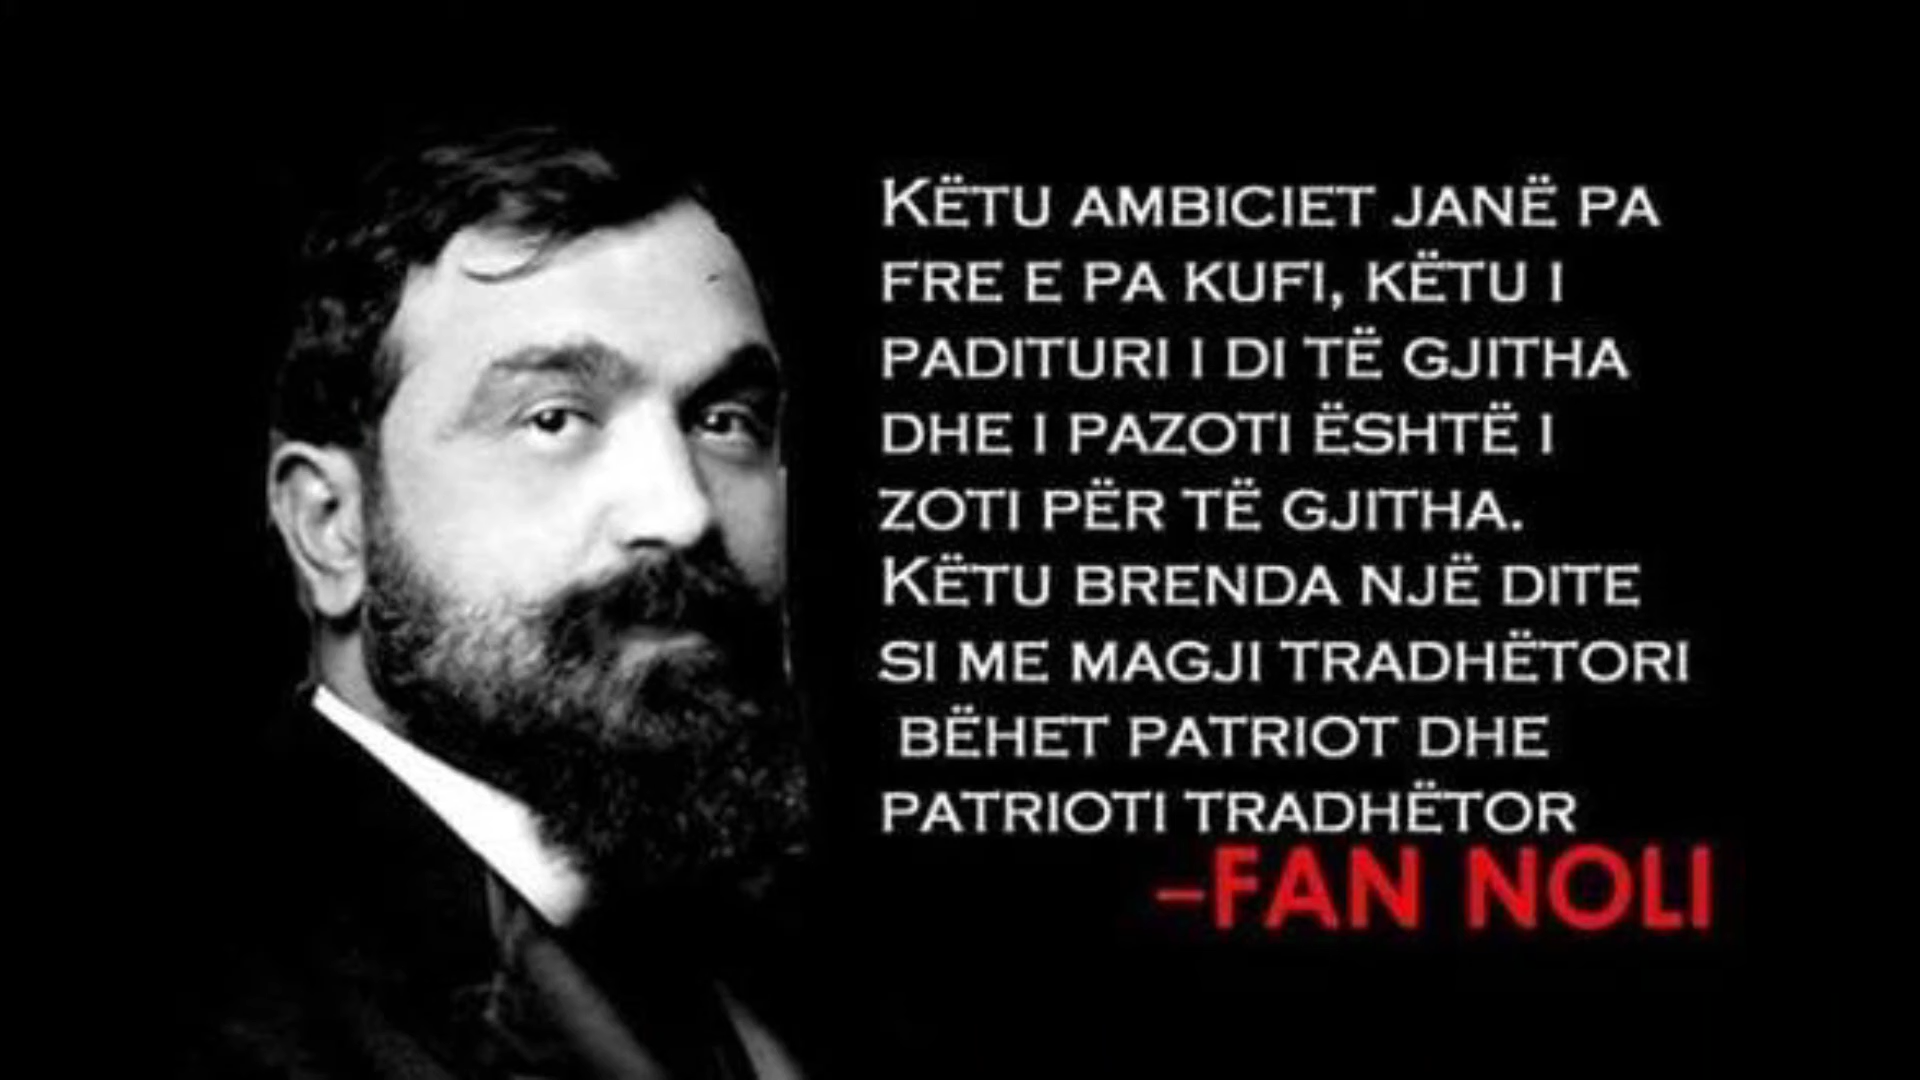 KËTU AMBICIET JANË PA
FRE E PA KUFI, KËTU I
PADITURI I DI TË GJITHA
DHE I PAZOTI ËSHTË I
ZOTI PËR TË GJITHA.
KËTU BRENDA NJË DITE
SI ME MAGJI TRADHËTORI
BËHET PATRIOT DHE
PATRIOTI TRADHËTOR
–FAN NOLI